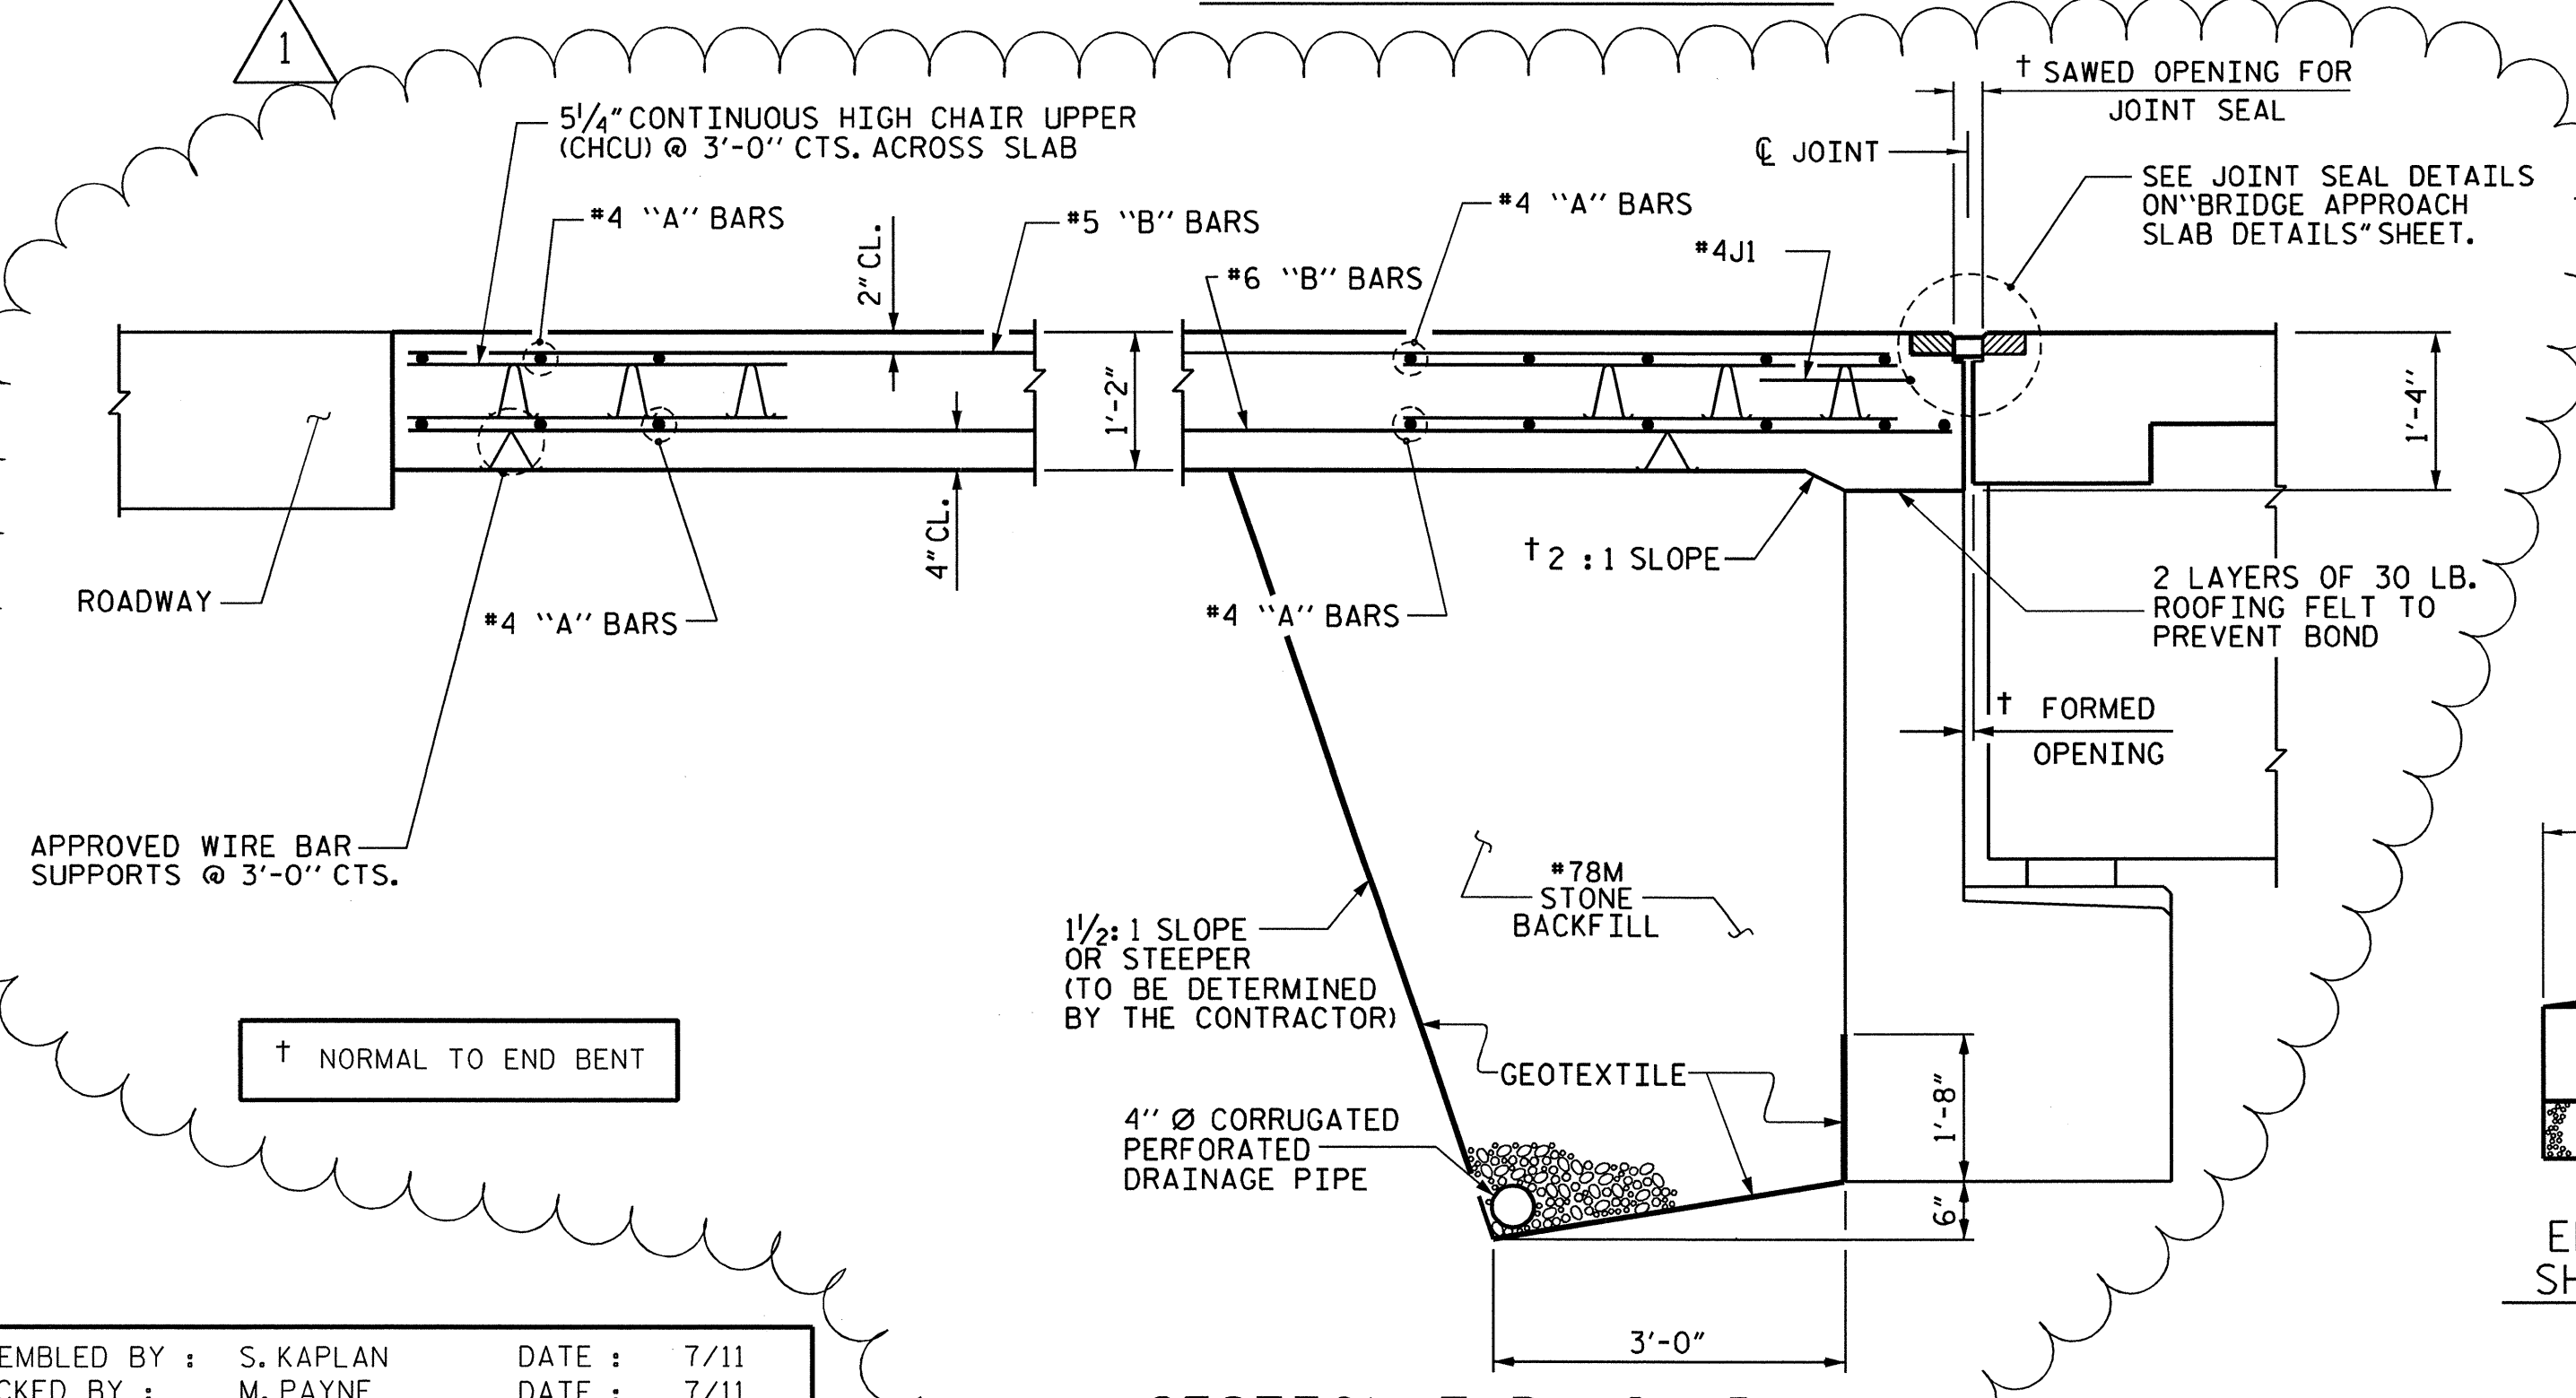 1
† SAWED OPENING FOR
JOINT SEAL
5 1/4" CONTINUOUS HIGH CHAIR UPPER
(CHCU) @ 3'-0" CTS. ACROSS SLAB
℄ JOINT
SEE JOINT SEAL DETAILS
ON "BRIDGE APPROACH
SLAB DETAILS" SHEET.
#4 "A" BARS
2" CL.
#5 "B" BARS
#4 "A" BARS
#4J1
#6 "B" BARS
1'-2"
1'-4"
4" CL.
† 2 : 1 SLOPE
ROADWAY
#4 "A" BARS
#4 "A" BARS
2 LAYERS OF 30 LB.
ROOFING FELT TO
PREVENT BOND
† FORMED
OPENING
APPROVED WIRE BAR
SUPPORTS @ 3'-0" CTS.
#78M
STONE
BACKFILL
1 1/2 : 1 SLOPE
OR STEEPER
(TO BE DETERMINED
BY THE CONTRACTOR)
† NORMAL TO END BENT
GEOTEXTILE
4" Ø CORRUGATED
PERFORATED
DRAINAGE PIPE
1'-8"
6"
3'-0"
EMBLED BY : S. KAPLAN DATE : 7/11
CKED BY : M. PAYNE DATE : 7/11